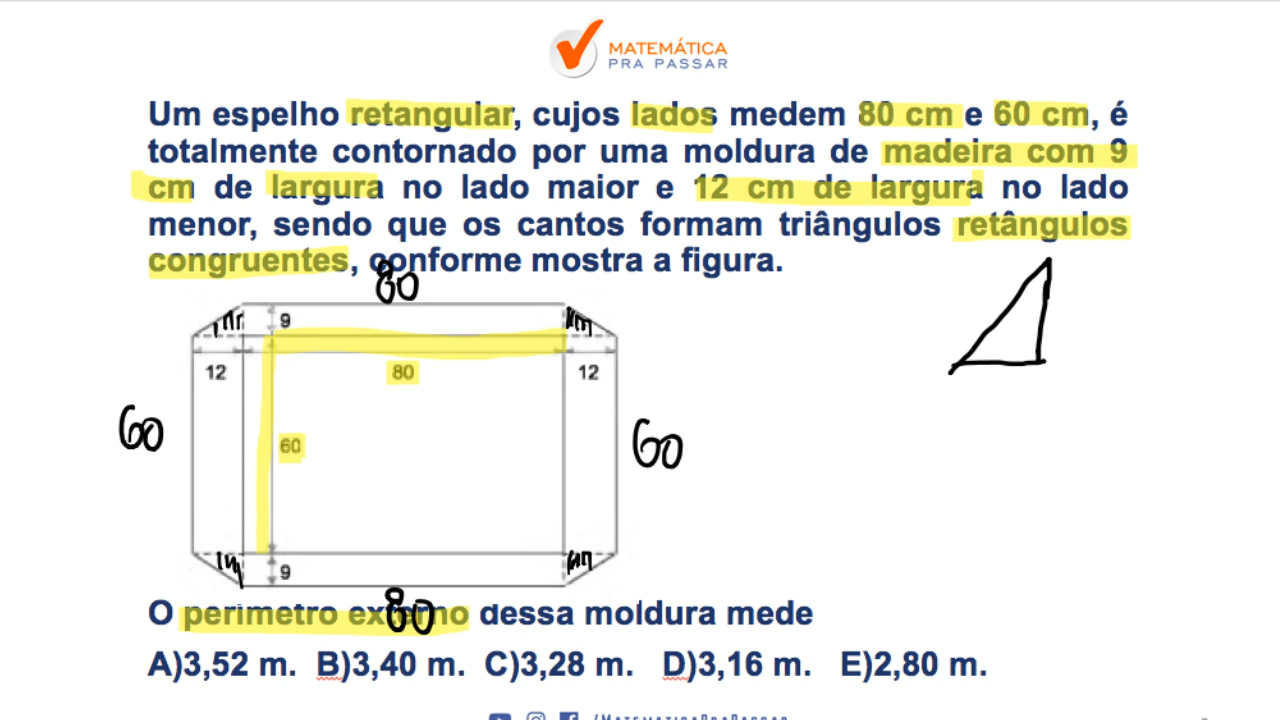 MATEMÁTICA
PRA PASSAR
Um espelho retangular, cujos lados medem 80 cm e 60 cm, é
totalmente contornado por uma moldura de madeira com 9
cm de largura no lado maior e 12 cm de largura no lado
menor, sendo que os cantos formam triângulos retângulos
congruentes, conforme mostra a figura.
80
9
12
80
12
60
60
60
9
80
O perímetro externo dessa moldura mede
A)3,52 m. B)3,40 m. C)3,28 m. D)3,16 m. E)2,80 m.
/MATEMATICAPRAPASSAR